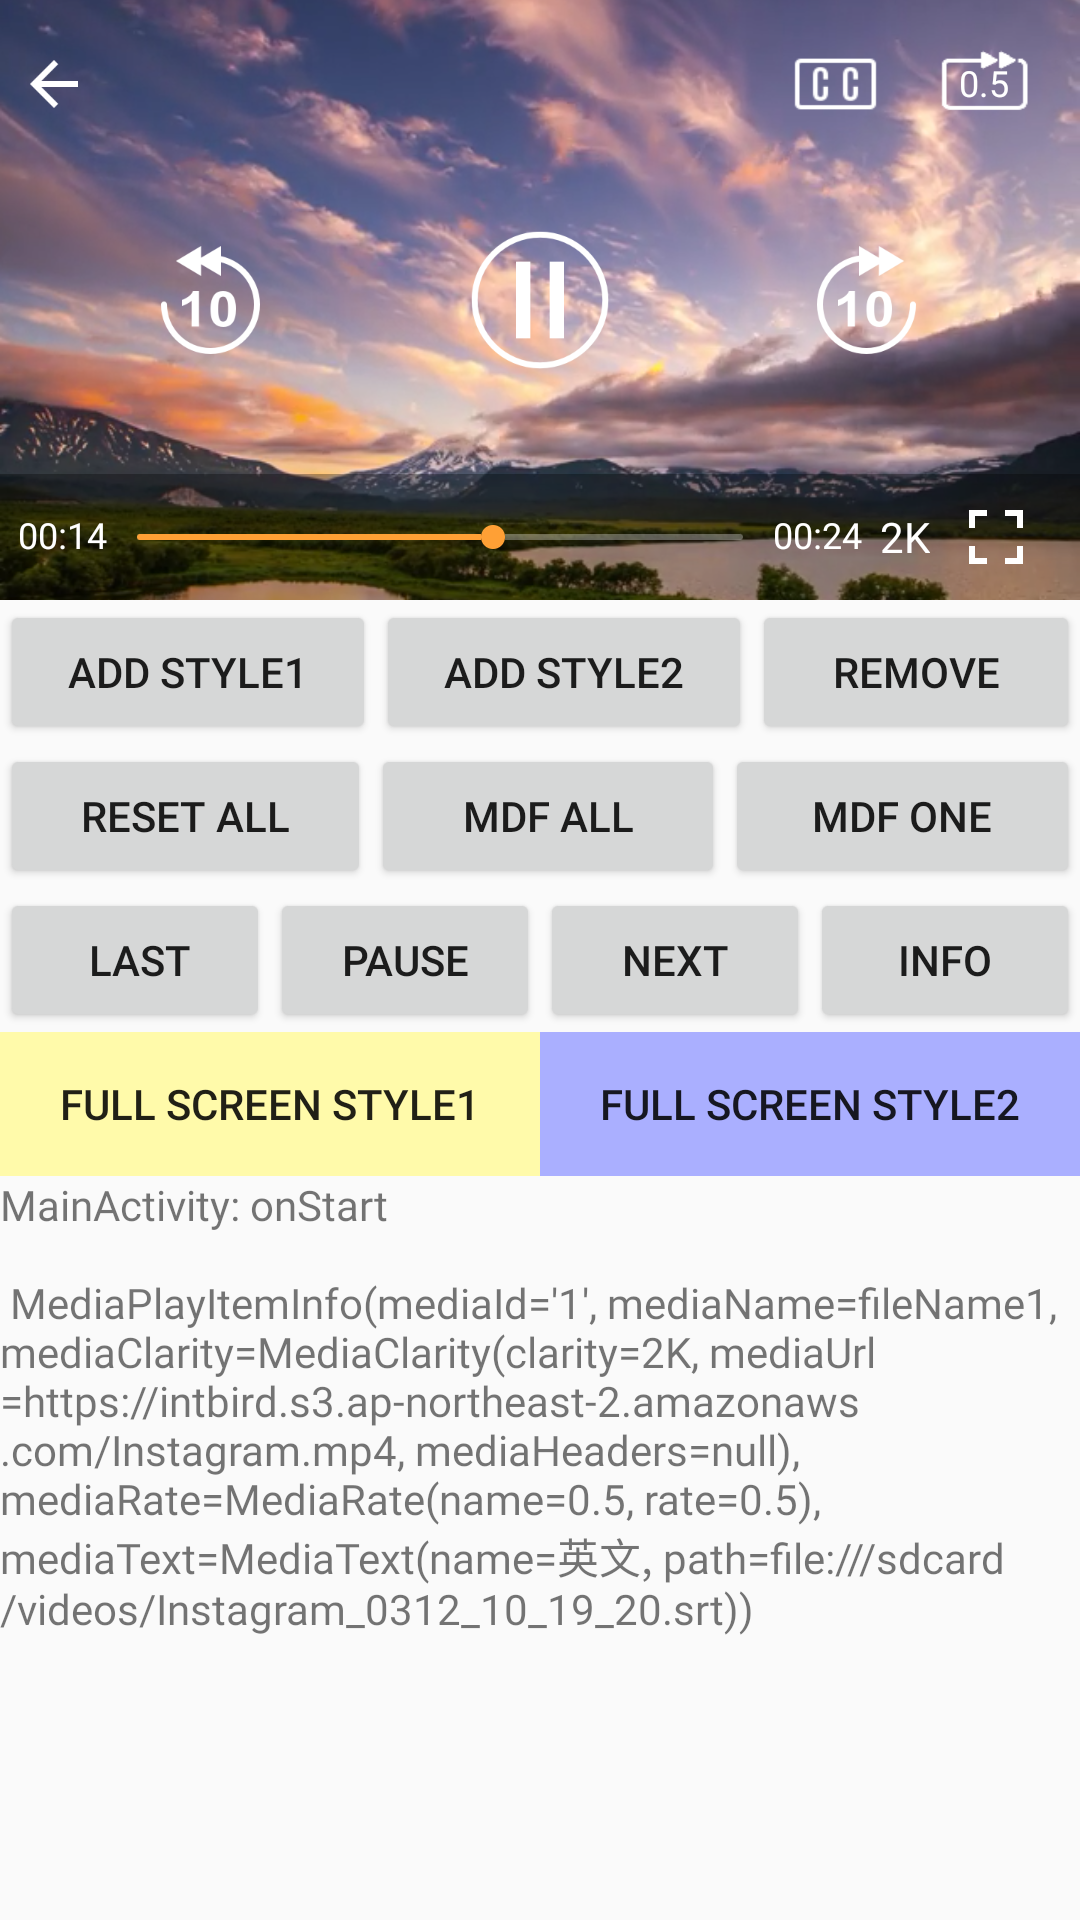 CC 0.5
10 10
00:14 00:24 2K
ADD STYLE1 ADD STYLE2 REMOVE
RESET ALL MDF ALL MDF ONE
LAST PAUSE NEXT INFO
FULL SCREEN STYLE1 FULL SCREEN STYLE2
MainActivity: onStart
MediaPlayItemInfo(mediaId='1', mediaName=fileName1,
mediaClarity=MediaClarity(clarity=2K, mediaUrl
=https://intbird.s3.ap-northeast-2.amazonaws
.com/Instagram.mp4, mediaHeaders=null),
mediaRate=MediaRate(name=0.5, rate=0.5),
mediaText=MediaText(name=英文, path=file:///sdcard
/videos/Instagram_0312_10_19_20.srt))